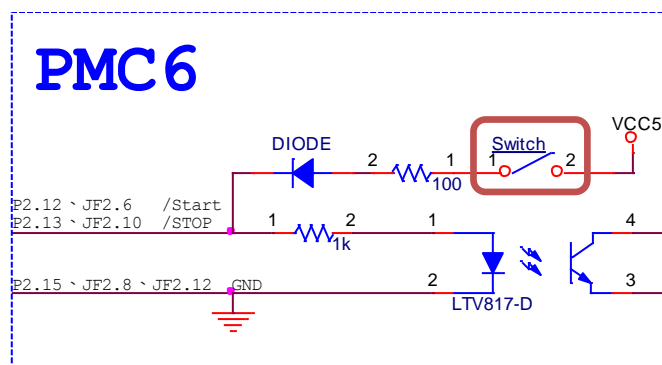 PMC6
VCC5
DIODE
Switch
2 1 1 2
100
P2.12、JF2.6 /Start
P2.13、JF2.10 /STOP
1 2 1 4
1k
P2.15、JF2.8、JF2.12 GND
2 3
LTV817-D